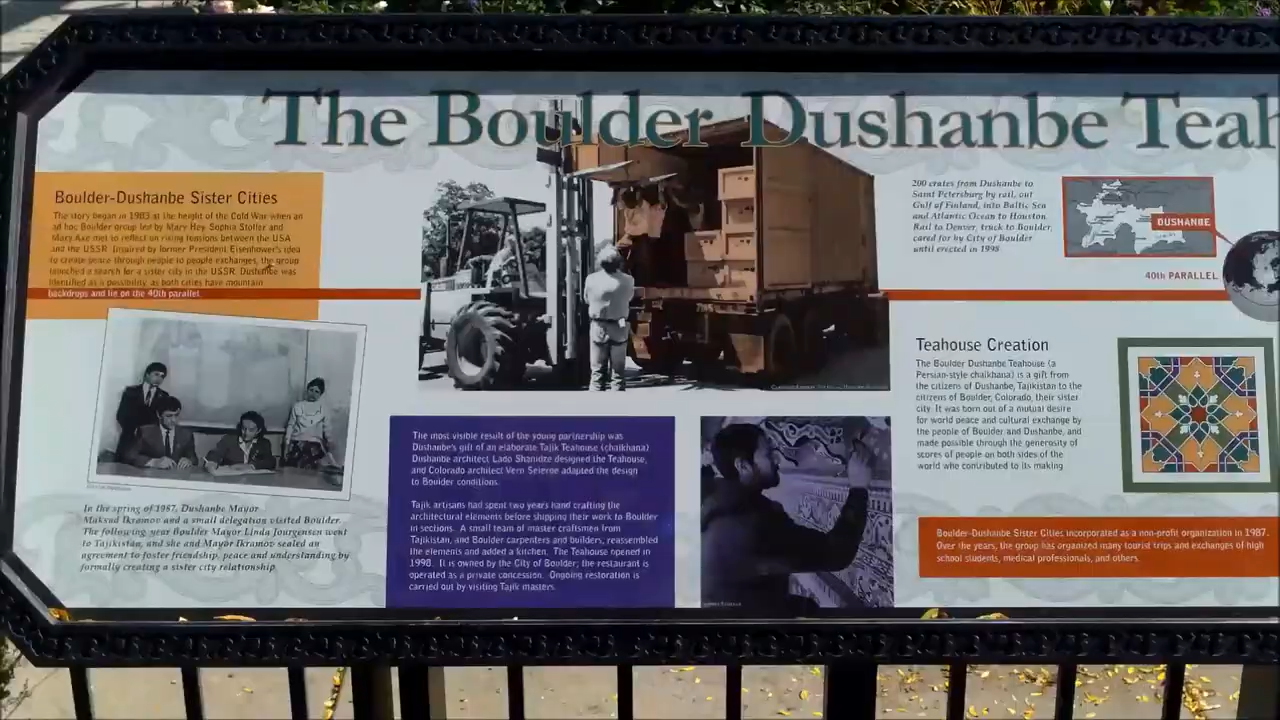 The Boulder Dushanbe Teah
Boulder-Dushanbe Sister Cities
The story began in 1983 at the height of the Cold War when an
ad hoc Boulder group led by Mary Hey, Sophia Stoller and
Mary Axe met to reflect on rising tensions between the USA
and the USSR. Inspired by former President Eisenhower's idea
to create peace through people to people exchanges, the group
launched a search for a sister city in the USSR. Dushanbe was
identified as a possibility, as both cities have mountain
backdrops and lie on the 40th parallel.
In the spring of 1987, Dushanbe Mayor
Maksud Ikramov and a small delegation visited Boulder.
The following year Boulder Mayor Linda Jourgensen went
to Tajikistan, and she and Mayor Ikramov sealed an
agreement to foster friendship, peace and understanding by
formally creating a sister city relationship.
The most visible result of the young partnership was
Dushanbe's gift of an elaborate Tajik Teahouse (chaikhana)
Dushanbe architect Lado Shanidze designed the Teahouse,
and Colorado architect Vern Seieroe adapted the design
to Boulder conditions.
Tajik artisans had spent two years hand crafting the
architectural elements before shipping their work to Boulder
in sections. A small team of master craftsmen from
Tajikistan, and Boulder carpenters and builders, reassembled
the elements and added a kitchen. The Teahouse opened in
1998. It is owned by the City of Boulder; the restaurant is
operated as a private concession. Ongoing restoration is
carried out by visiting Tajik masters.
200 crates from Dushanbe to
Saint Petersburg by rail, out
Gulf of Finland, into Baltic Sea
and Atlantic Ocean to Houston.
Rail to Denver, truck to Boulder,
cared for by City of Boulder
until erected in 1998
DUSHANBE
40th PARALLEL
Teahouse Creation
The Boulder Dushanbe Teahouse (a
Persian-style chaikhana) is a gift from
the citizens of Dushanbe, Tajikistan to the
citizens of Boulder, Colorado, their sister
city. It was born out of a mutual desire
for world peace and cultural exchange by
the people of Boulder and Dushanbe, and
made possible through the generosity of
scores of people on both sides of the
world who contributed to its making
Boulder-Dushanbe Sister Cities incorporated as a non-profit organization in 1987.
Over the years, the group has organized many tourist trips and exchanges of high
school students, medical professionals, and others.